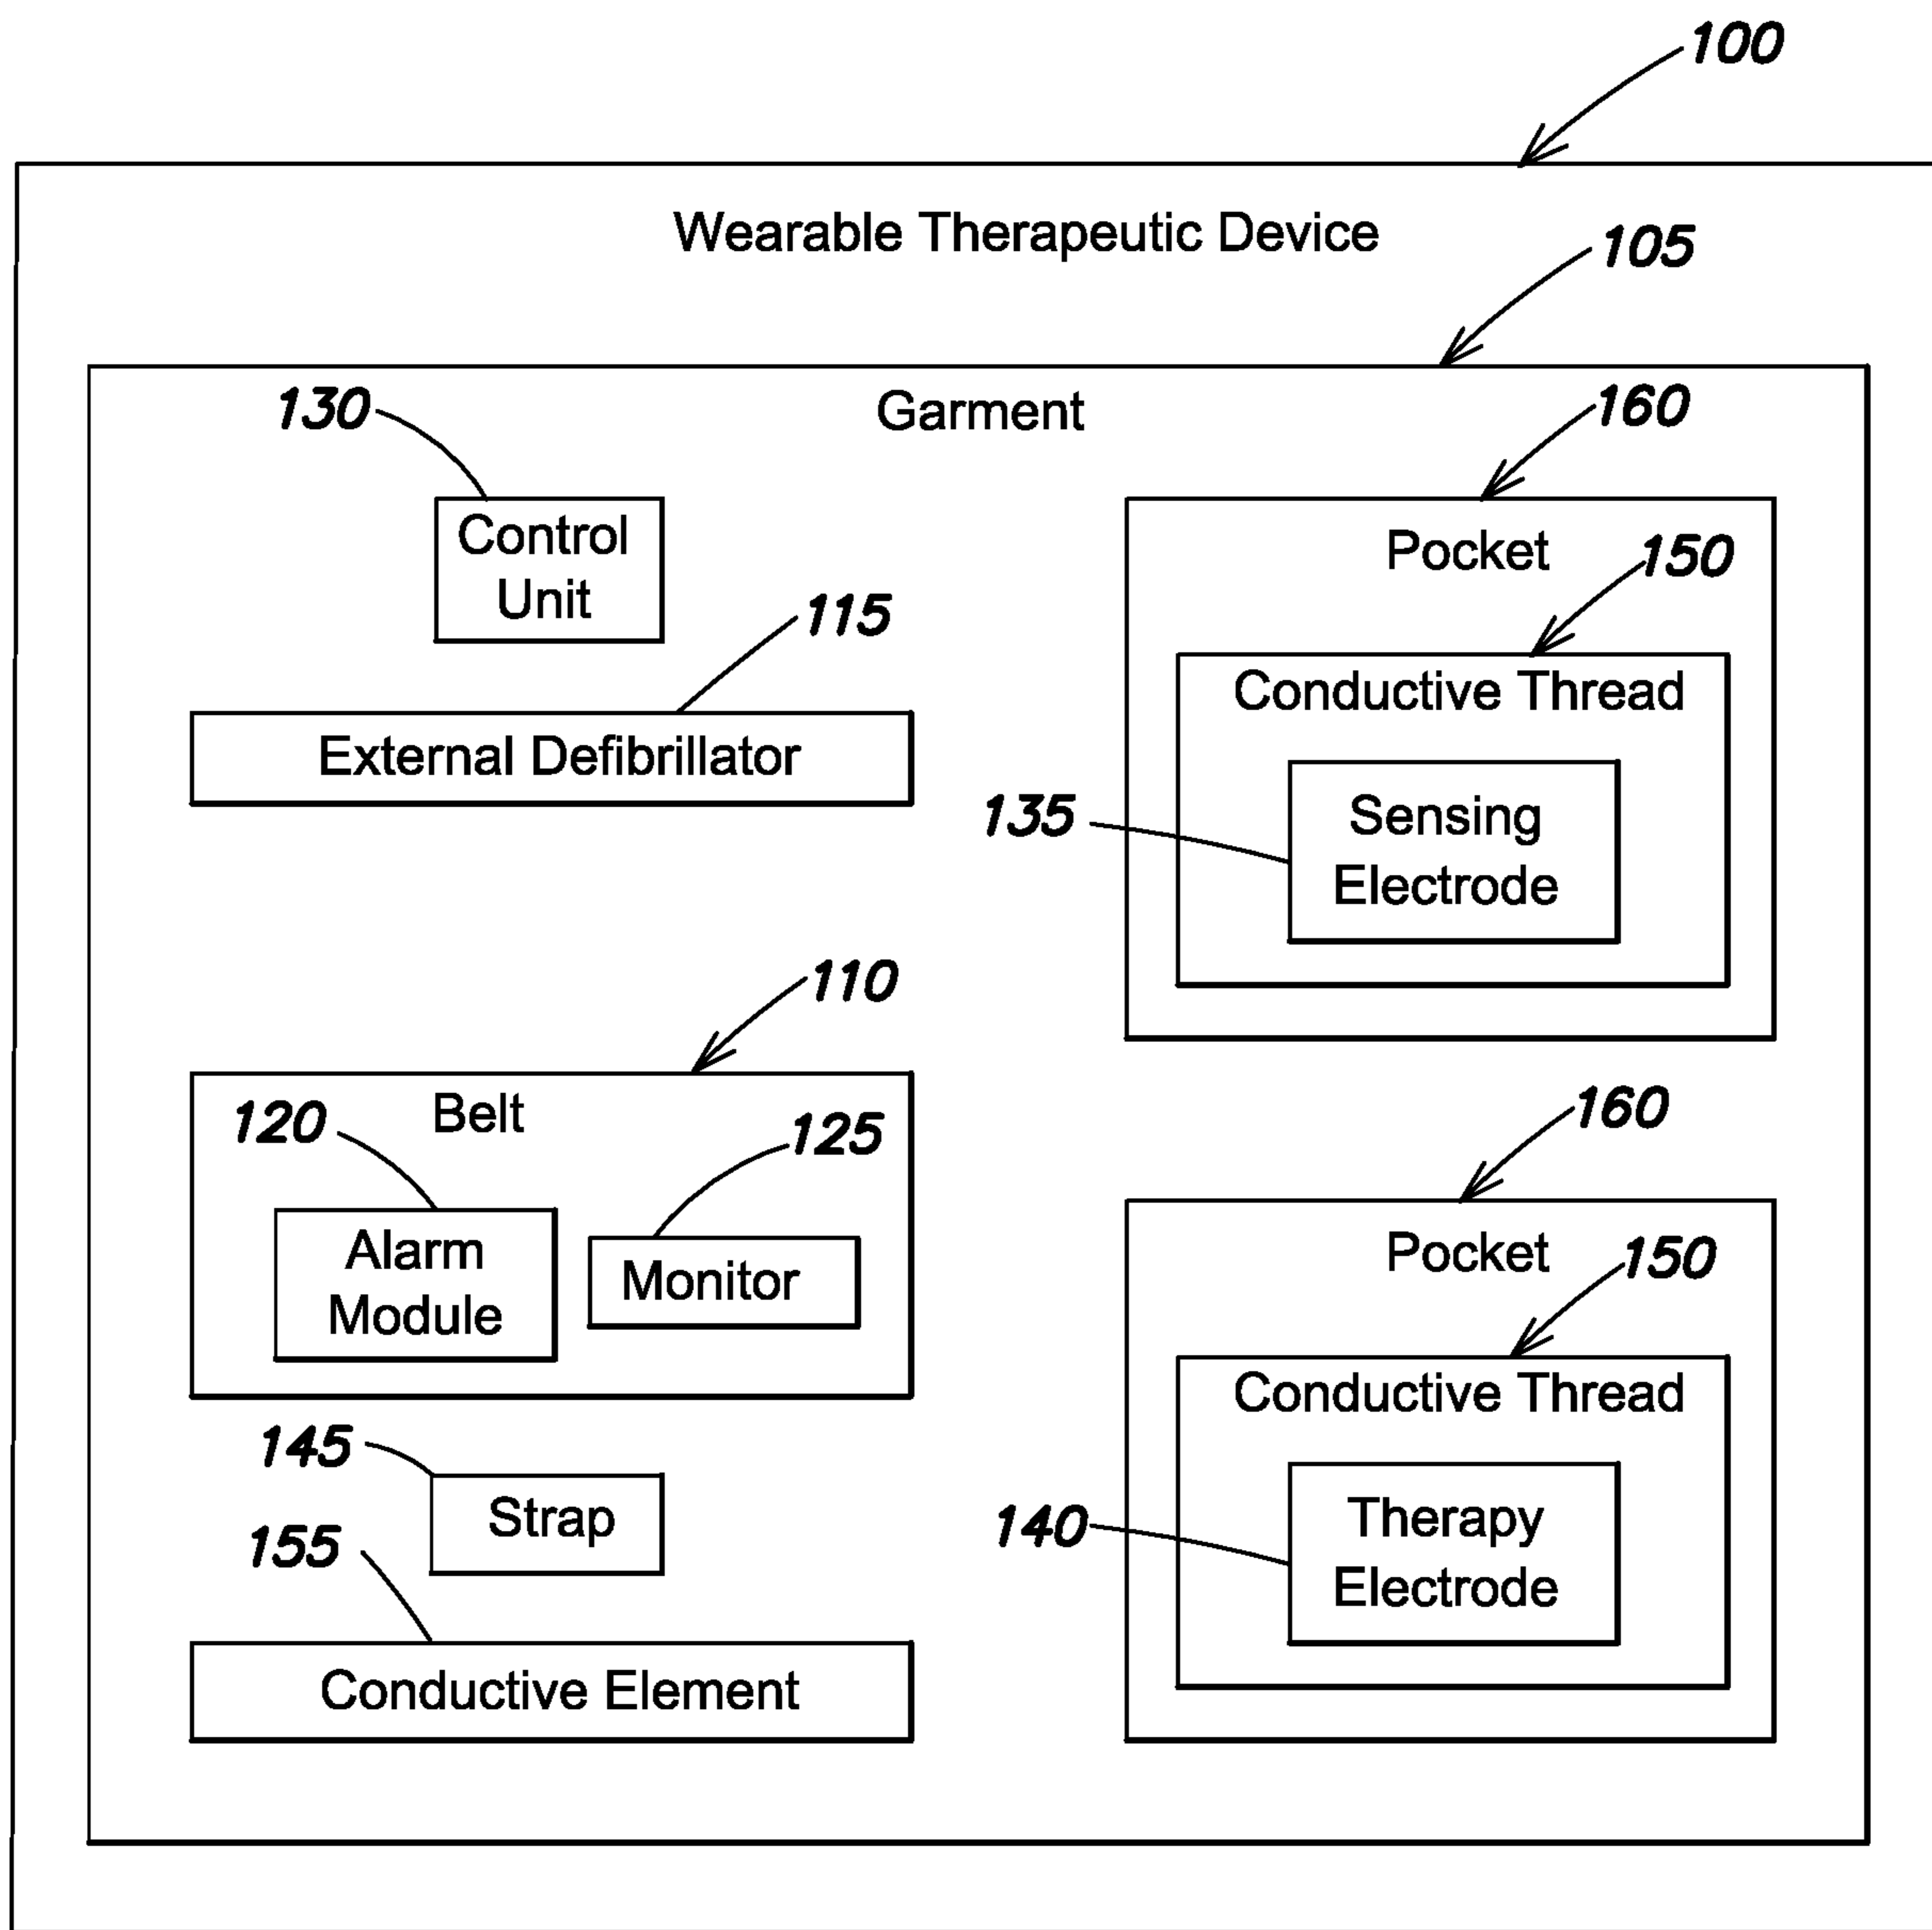 100
Wearable Therapeutic Device
105
Garment
130
Control
Unit
115
External Defibrillator
160
Pocket
150
Conductive Thread
135
Sensing
Electrode
110
Belt
120
125
Alarm
Module
Monitor
145
Strap
155
Conductive Element
160
Pocket
150
Conductive Thread
140
Therapy
Electrode